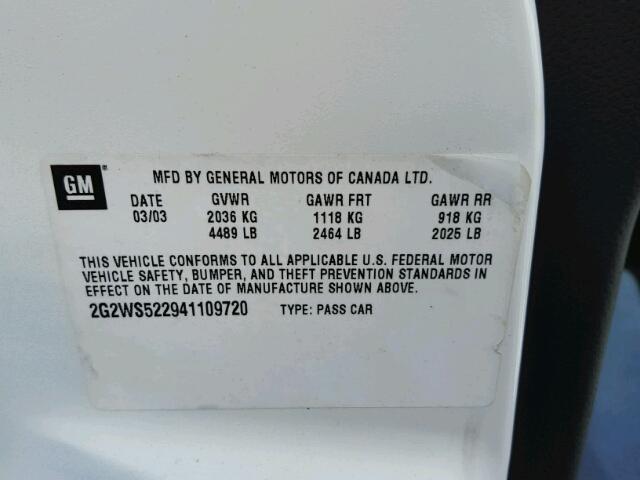 GM
MFD BY GENERAL MOTORS OF CANADA LTD.
DATE GVWR GAWR FRT GAWR RR
03/03 2036 KG 1118 KG 918 KG
4489 LB 2464 LB 2025 LB
THIS VEHICLE CONFORMS TO ALL APPLICABLE U.S. FEDERAL MOTOR
VEHICLE SAFETY, BUMPER, AND THEFT PREVENTION STANDARDS IN
EFFECT ON THE DATE OF MANUFACTURE SHOWN ABOVE.
2G2WS522941109720 TYPE: PASS CAR